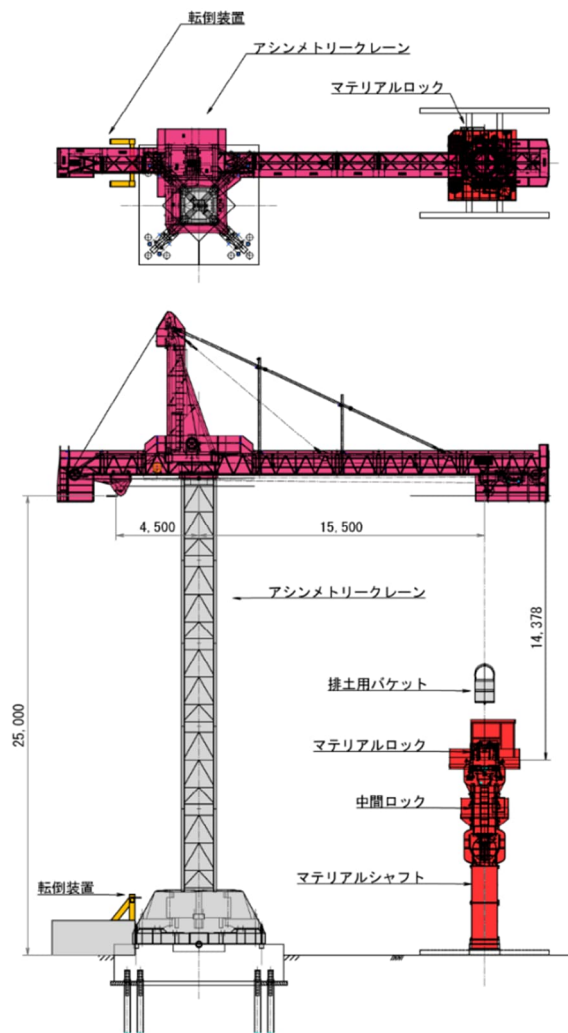 転倒装置
アシンメトリークレーン
マテリアルロック
4,500
15,500
アシンメトリークレーン
14,378
25,000
排土用バケット
マテリアルロック
中間ロック
マテリアルシャフト
転倒装置